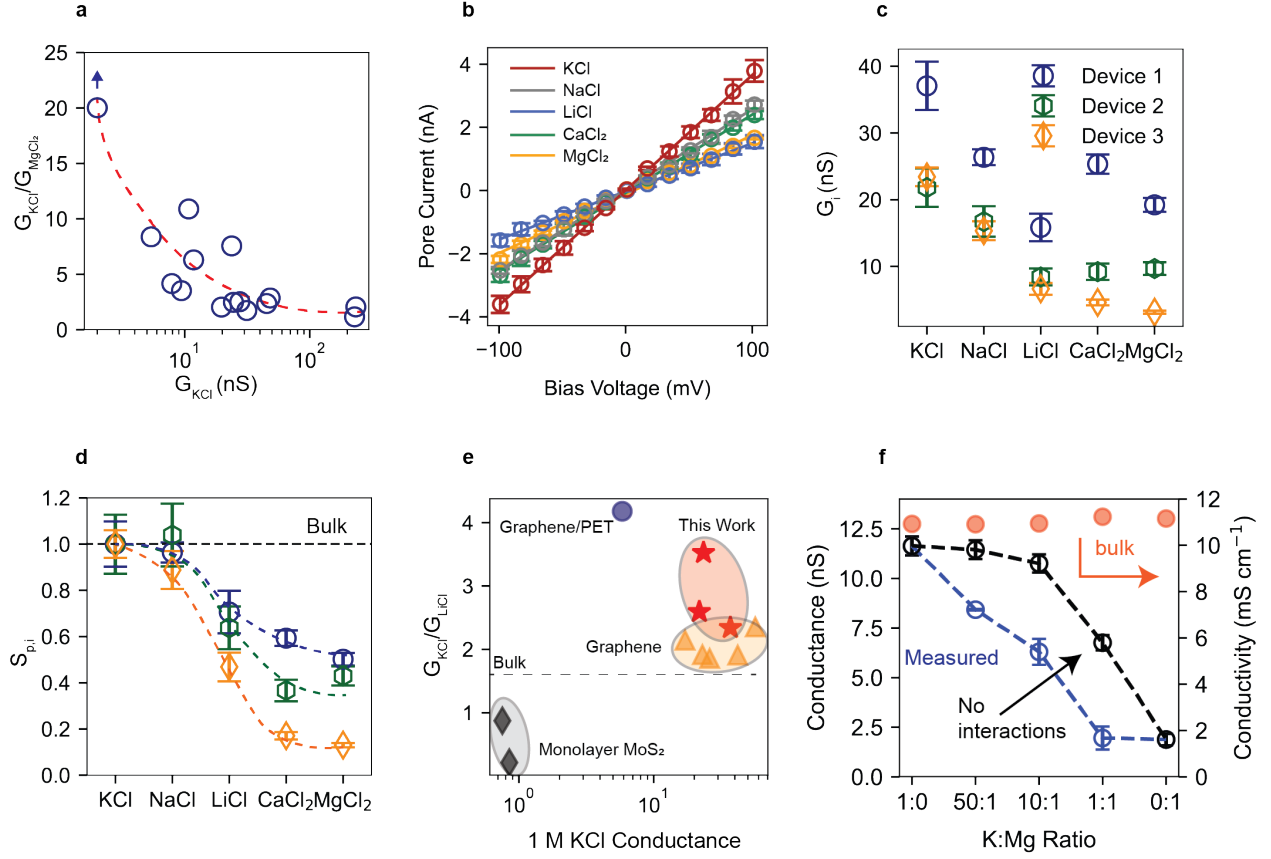 a
25
20
15
10
5
0
G_KCl/G_MgCl₂
10¹
10²
G_KCl (nS)
b
4
2
0
−2
−4
Pore Current (nA)
KCl
NaCl
LiCl
CaCl₂
MgCl₂
−100
0
100
Bias Voltage (mV)
c
40
30
20
10
G_i (nS)
Device 1
Device 2
Device 3
KCl
NaCl
LiCl
CaCl₂
MgCl₂
d
1.2
1.0
0.8
0.6
0.4
0.2
0.0
S_p,i
Bulk
KCl
NaCl
LiCl
CaCl₂
MgCl₂
e
4
3
2
1
G_KCl/G_LiCl
Graphene/PET
This Work
Graphene
Bulk
Monolayer MoS₂
10⁰
10¹
1 M KCl Conductance
f
12.5
10.0
7.5
5.0
2.5
0.0
Conductance (nS)
bulk
Measured
No
interactions
12
10
8
6
4
2
0
Conductivity (mS cm⁻¹)
1:0
50:1
10:1
1:1
0:1
K:Mg Ratio